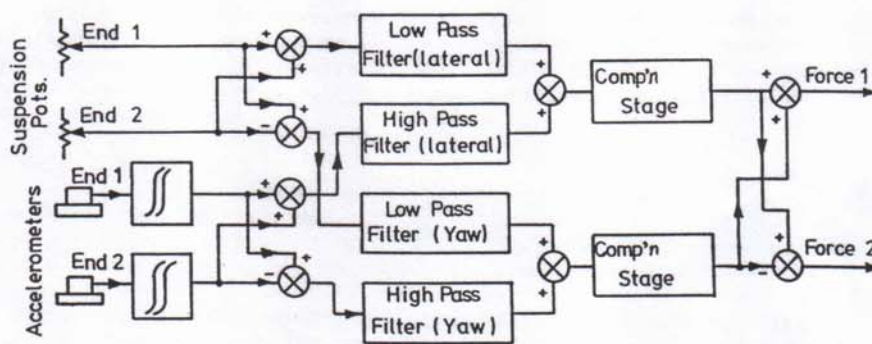 Suspension
Pots.
End 1
End 2
Accelerometers
End 1
End 2
+
+
+
-
+
+
+
-
Low Pass
Filter(lateral)
High Pass
Filter (lateral)
Low Pass
Filter (Yaw)
High Pass
Filter (Yaw)
+
+
+
+
Comp'n
Stage
Comp'n
Stage
+
+
+
-
Force 1
Force 2